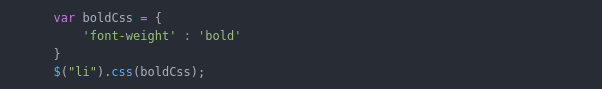 var boldCss = {
    'font-weight' : 'bold'
}
$("li").css(boldCss);